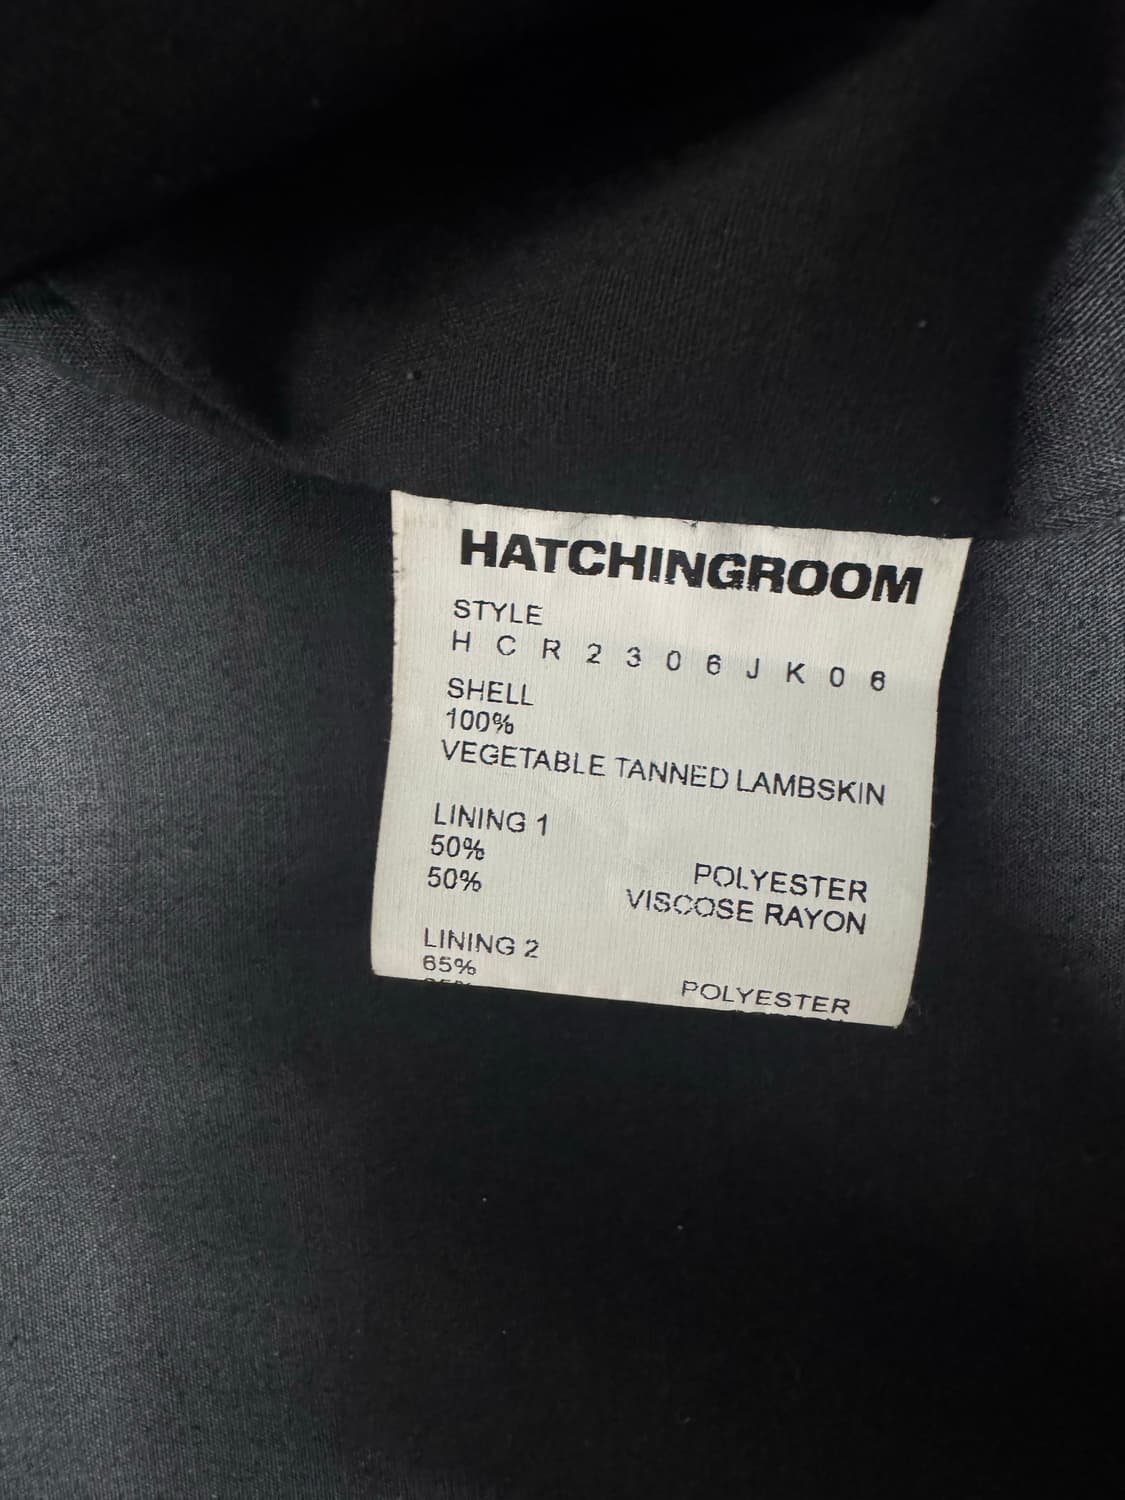 HATCHINGROOM
STYLE
H C R 2 3 0 6 J K 0 6
SHELL
100%
VEGETABLE TANNED LAMBSKIN
LINING 1
50% POLYESTER
50% VISCOSE RAYON
LINING 2
65% POLYESTER